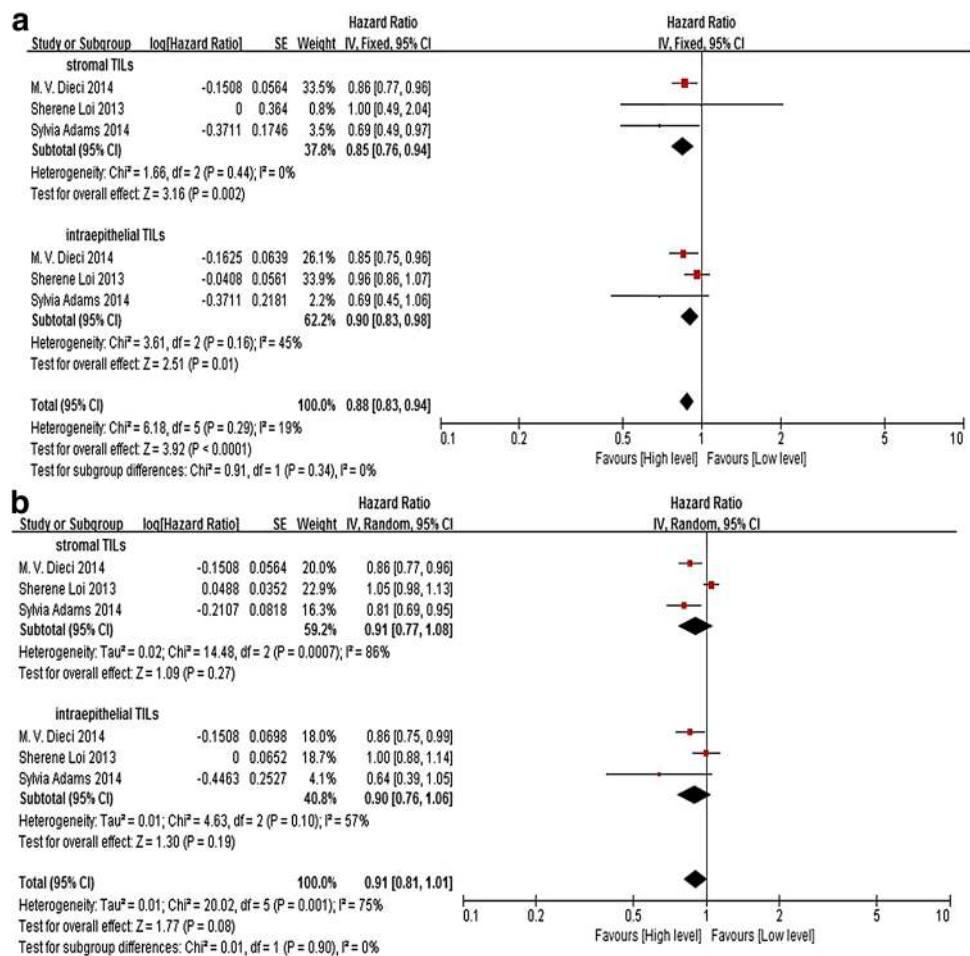 a
Hazard Ratio Hazard Ratio
Study or Subgroup log[Hazard Ratio] SE Weight IV, Fixed, 95% CI IV, Fixed, 95% CI
stromal TILs
M. V. Dieci 2014 -0.1508 0.0564 33.5% 0.86 [0.77, 0.96]
Sherene Loi 2013 0 0.364 0.8% 1.00 [0.49, 2.04]
Sylvia Adams 2014 -0.3711 0.1746 3.5% 0.69 [0.49, 0.97]
Subtotal (95% CI) 37.8% 0.85 [0.76, 0.94]
Heterogeneity: Chi² = 1.66, df = 2 (P = 0.44); I² = 0%
Test for overall effect: Z = 3.16 (P = 0.002)
intraepithelial TILs
M. V. Dieci 2014 -0.1625 0.0639 26.1% 0.85 [0.75, 0.96]
Sherene Loi 2013 -0.0408 0.0561 33.9% 0.96 [0.86, 1.07]
Sylvia Adams 2014 -0.3711 0.2181 2.2% 0.69 [0.45, 1.06]
Subtotal (95% CI) 62.2% 0.90 [0.83, 0.98]
Heterogeneity: Chi² = 3.61, df = 2 (P = 0.16); I² = 45%
Test for overall effect: Z = 2.51 (P = 0.01)
Total (95% CI) 100.0% 0.88 [0.83, 0.94]
Heterogeneity: Chi² = 6.18, df = 5 (P = 0.29); I² = 19%
Test for overall effect: Z = 3.92 (P < 0.0001)
Test for subgroup differences: Chi² = 0.91, df = 1 (P = 0.34), I² = 0%
0.1 0.2 0.5 1 2 5 10
Favours [High level] Favours [Low level]
b
Hazard Ratio Hazard Ratio
Study or Subgroup log[Hazard Ratio] SE Weight IV, Random, 95% CI IV, Random, 95% CI
stromal TILs
M. V. Dieci 2014 -0.1508 0.0564 20.0% 0.86 [0.77, 0.96]
Sherene Loi 2013 0.0488 0.0352 22.9% 1.05 [0.98, 1.13]
Sylvia Adams 2014 -0.2107 0.0818 16.3% 0.81 [0.69, 0.95]
Subtotal (95% CI) 59.2% 0.91 [0.77, 1.08]
Heterogeneity: Tau² = 0.02; Chi² = 14.48, df = 2 (P = 0.0007); I² = 86%
Test for overall effect: Z = 1.09 (P = 0.27)
intraepithelial TILs
M. V. Dieci 2014 -0.1508 0.0698 18.0% 0.86 [0.75, 0.99]
Sherene Loi 2013 0 0.0652 18.7% 1.00 [0.88, 1.14]
Sylvia Adams 2014 -0.4463 0.2527 4.1% 0.64 [0.39, 1.05]
Subtotal (95% CI) 40.8% 0.90 [0.76, 1.06]
Heterogeneity: Tau² = 0.01; Chi² = 4.63, df = 2 (P = 0.10); I² = 57%
Test for overall effect: Z = 1.30 (P = 0.19)
Total (95% CI) 100.0% 0.91 [0.81, 1.01]
Heterogeneity: Tau² = 0.01; Chi² = 20.02, df = 5 (P = 0.001); I² = 75%
Test for overall effect: Z = 1.77 (P = 0.08)
Test for subgroup differences: Chi² = 0.01, df = 1 (P = 0.90), I² = 0%
0.1 0.2 0.5 1 2 5 10
Favours [High level] Favours [Low level]